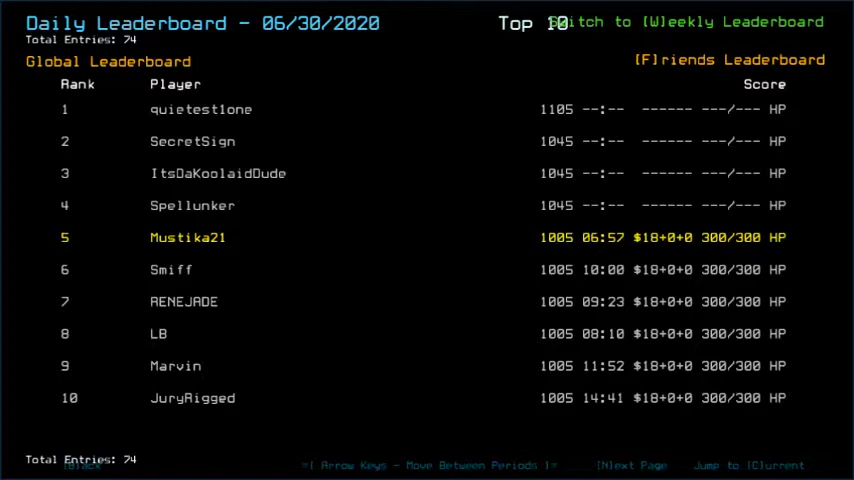 Daily Leaderboard - 06/30/2020 Top 10 Switch to [W]eekly Leaderboard
Total Entries: 74
Global Leaderboard [F]riends Leaderboard
Rank Player Score
1 quietest1one 1105 --:-- ------ ---/--- HP
2 SecretSign 1045 --:-- ------ ---/--- HP
3 ItsDaKoolaidDude 1045 --:-- ------ ---/--- HP
4 Spellunker 1045 --:-- ------ ---/--- HP
5 Mustika21 1005 06:57 $18+0+0 300/300 HP
6 Smiff 1005 10:00 $18+0+0 300/300 HP
7 RENEJADE 1005 09:23 $18+0+0 300/300 HP
8 LB 1005 08:10 $18+0+0 300/300 HP
9 Marvin 1005 11:52 $18+0+0 300/300 HP
10 JuryRigged 1005 14:41 $18+0+0 300/300 HP
Total Entries: 74
[B]ack =[ Arrow Keys - Move Between Periods ]= [N]ext Page Jump to [C]urrent